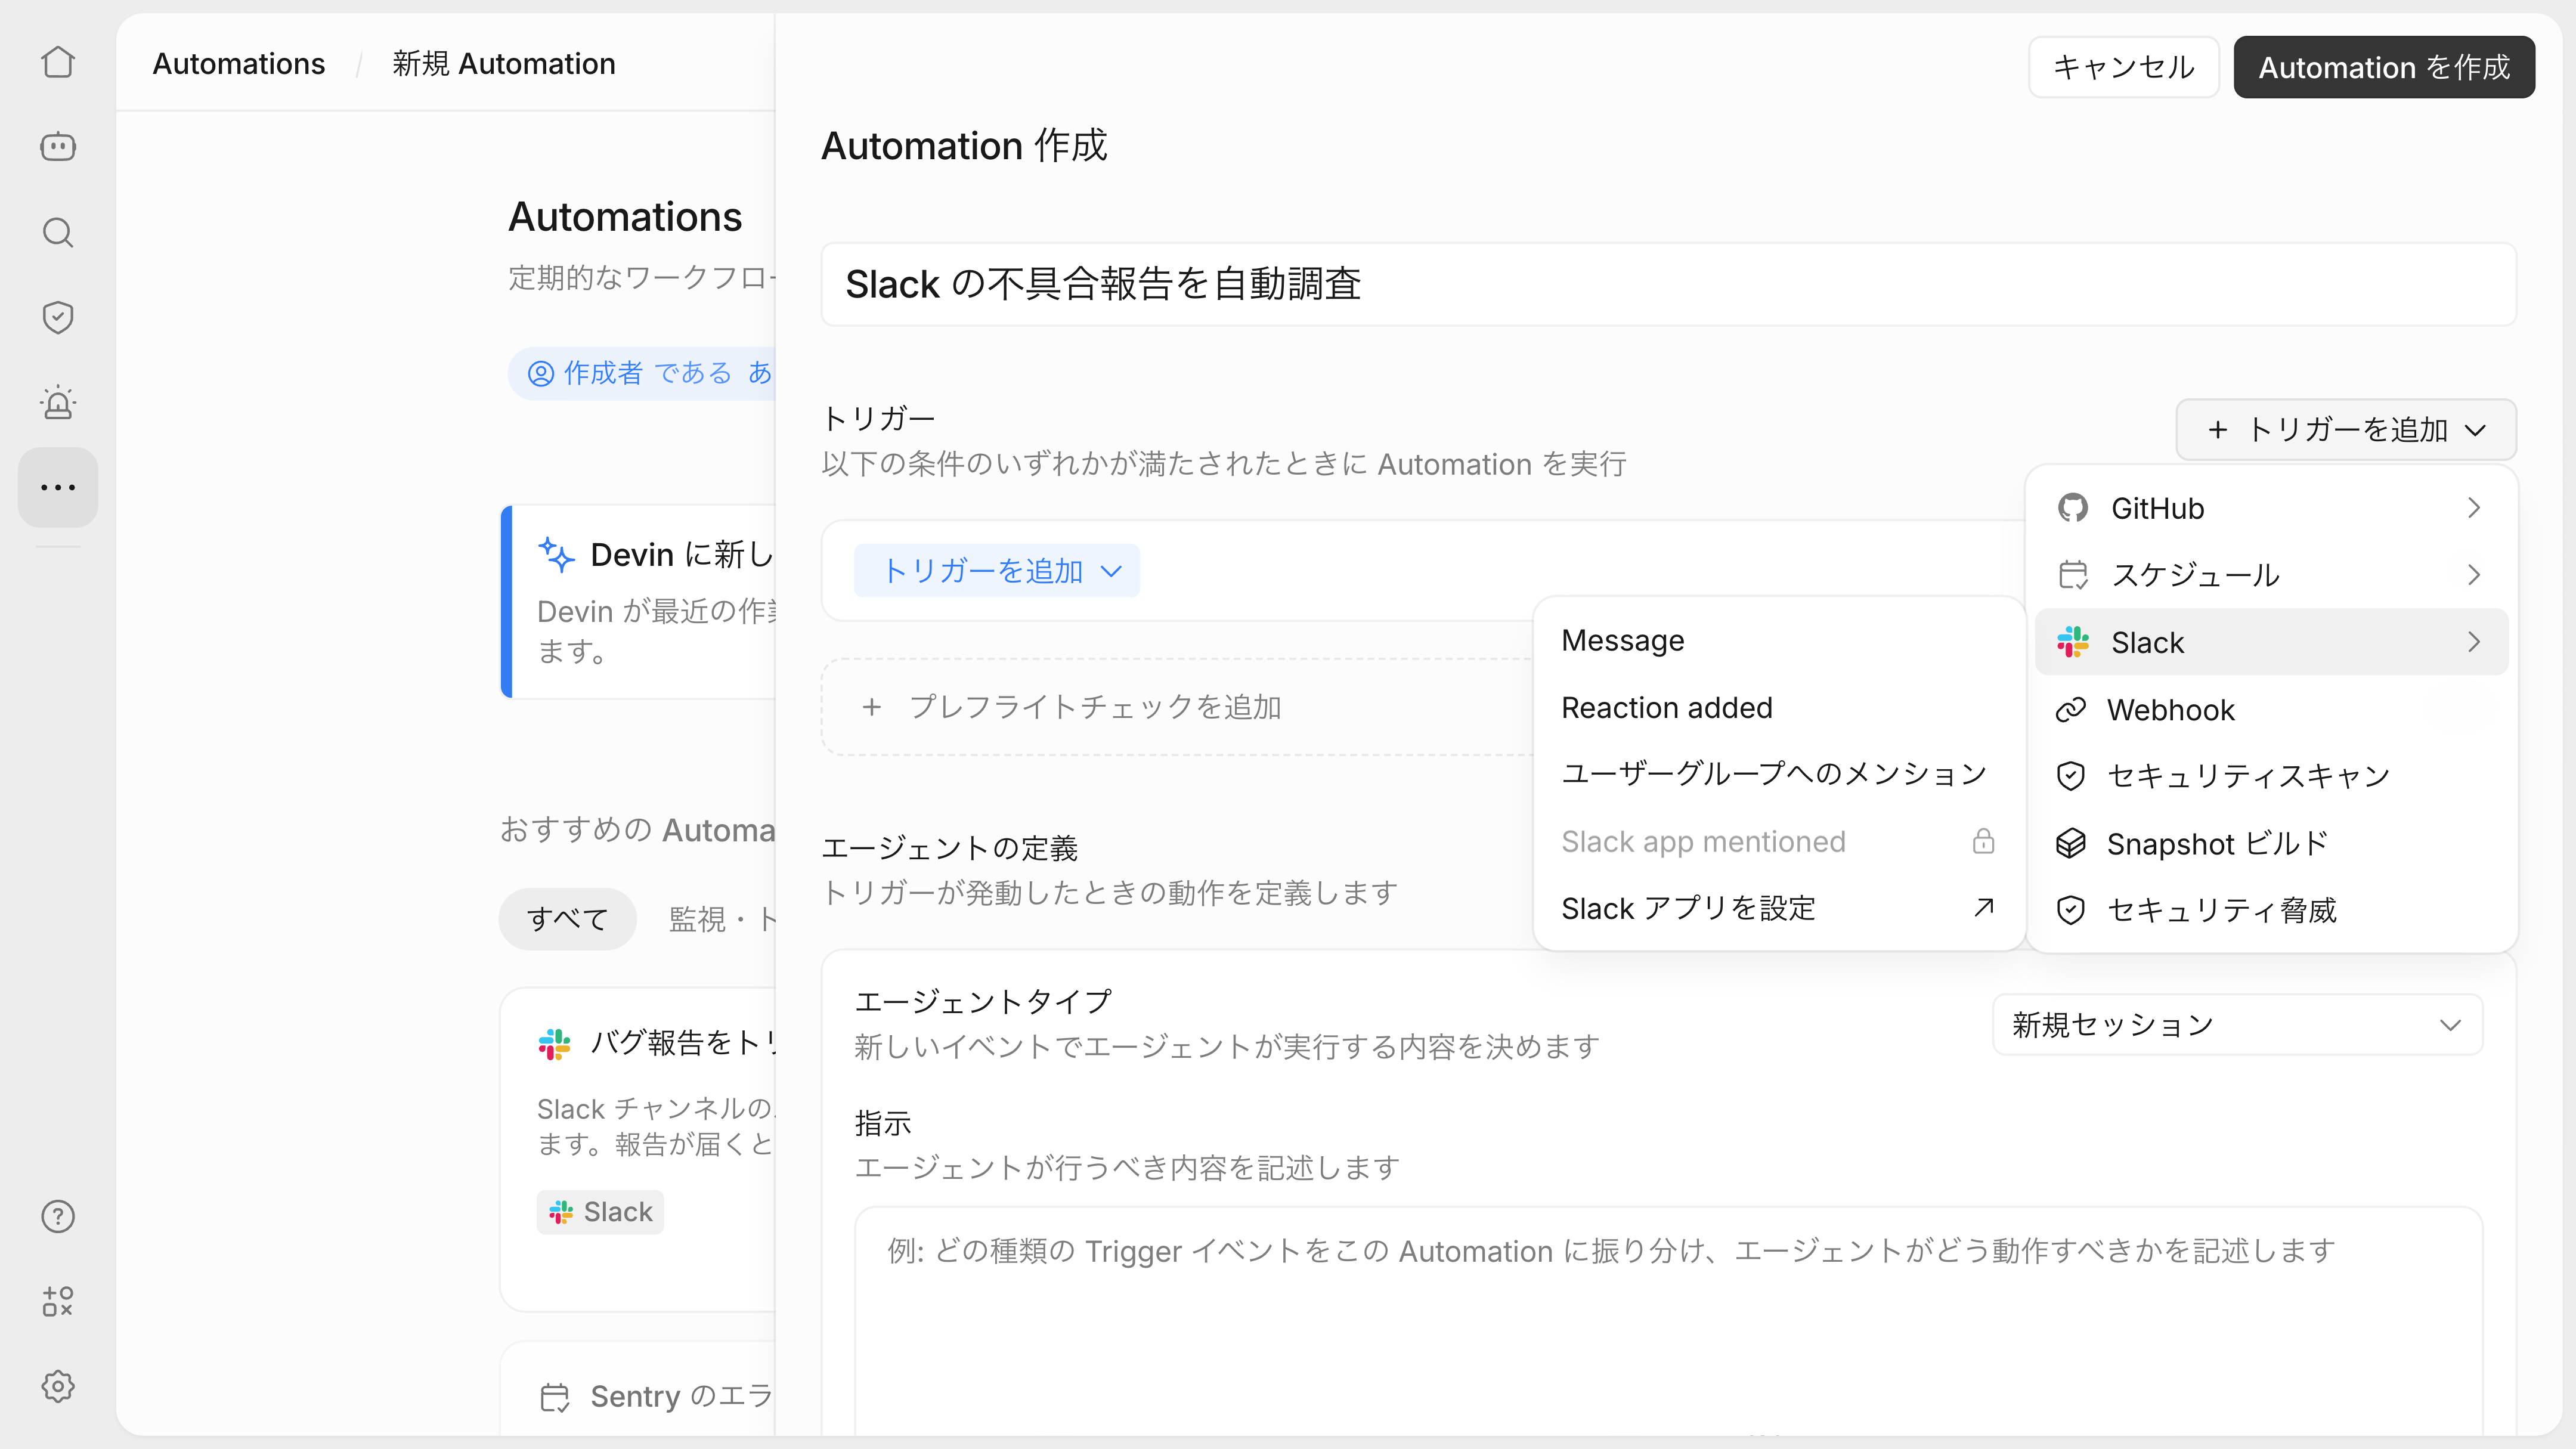 Automations / 新規 Automation
キャンセル
Automation を作成
Automations
定期的なワークフロー
作成者 である あ
Devin に新し
Devin が最近の作業
ます。
おすすめの Automa
すべて
監視・ト
バグ報告をトリ
Slack チャンネルの
ます。報告が届くと
Slack
Sentry のエラ
Automation 作成
Slack の不具合報告を自動調査
トリガー
以下の条件のいずれかが満たされたときに Automation を実行
+ トリガーを追加
トリガーを追加
+ プレフライトチェックを追加
GitHub
スケジュール
Slack
Webhook
セキュリティスキャン
Snapshot ビルド
セキュリティ脅威
Message
Reaction added
ユーザーグループへのメンション
Slack app mentioned
Slack アプリを設定
エージェントの定義
トリガーが発動したときの動作を定義します
エージェントタイプ
新しいイベントでエージェントが実行する内容を決めます
新規セッション
指示
エージェントが行うべき内容を記述します
例: どの種類の Trigger イベントをこの Automation に振り分け、エージェントがどう動作すべきかを記述します